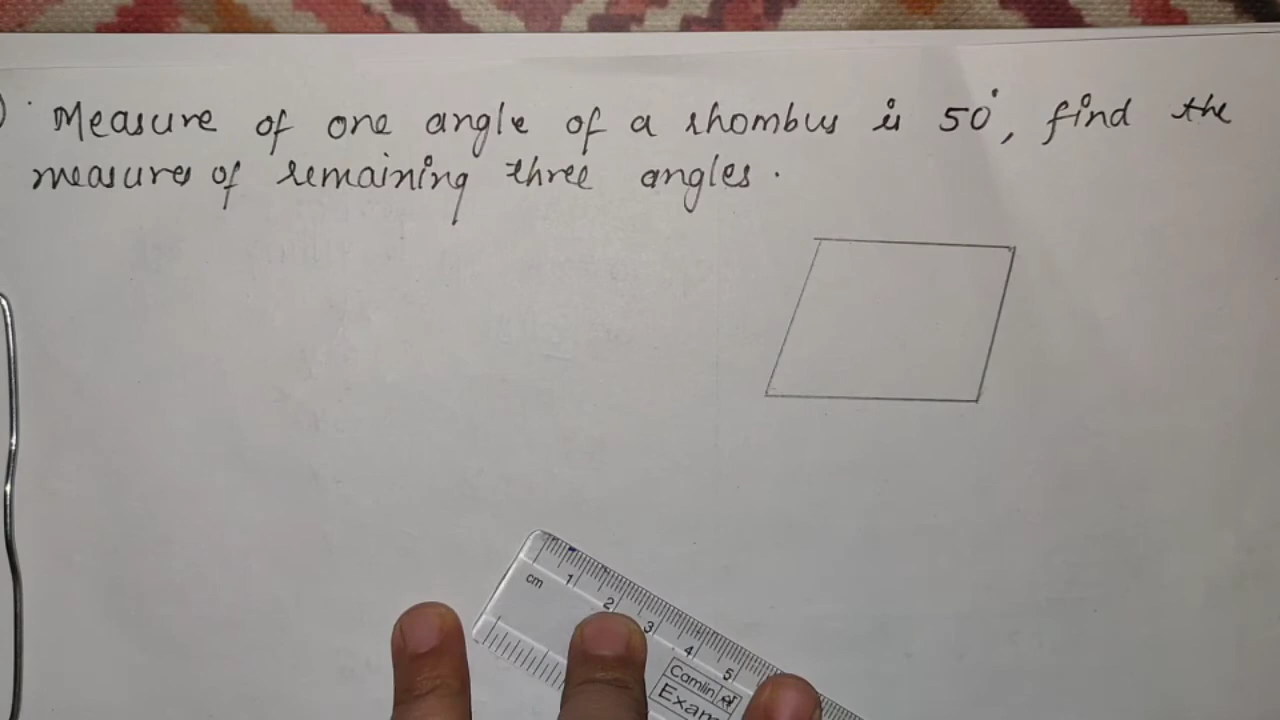 ) Measure of one angle of a rhombus is 50°, find the
measures of remaining three angles.
cm 1 2 3 4 5
Camlin
Exam